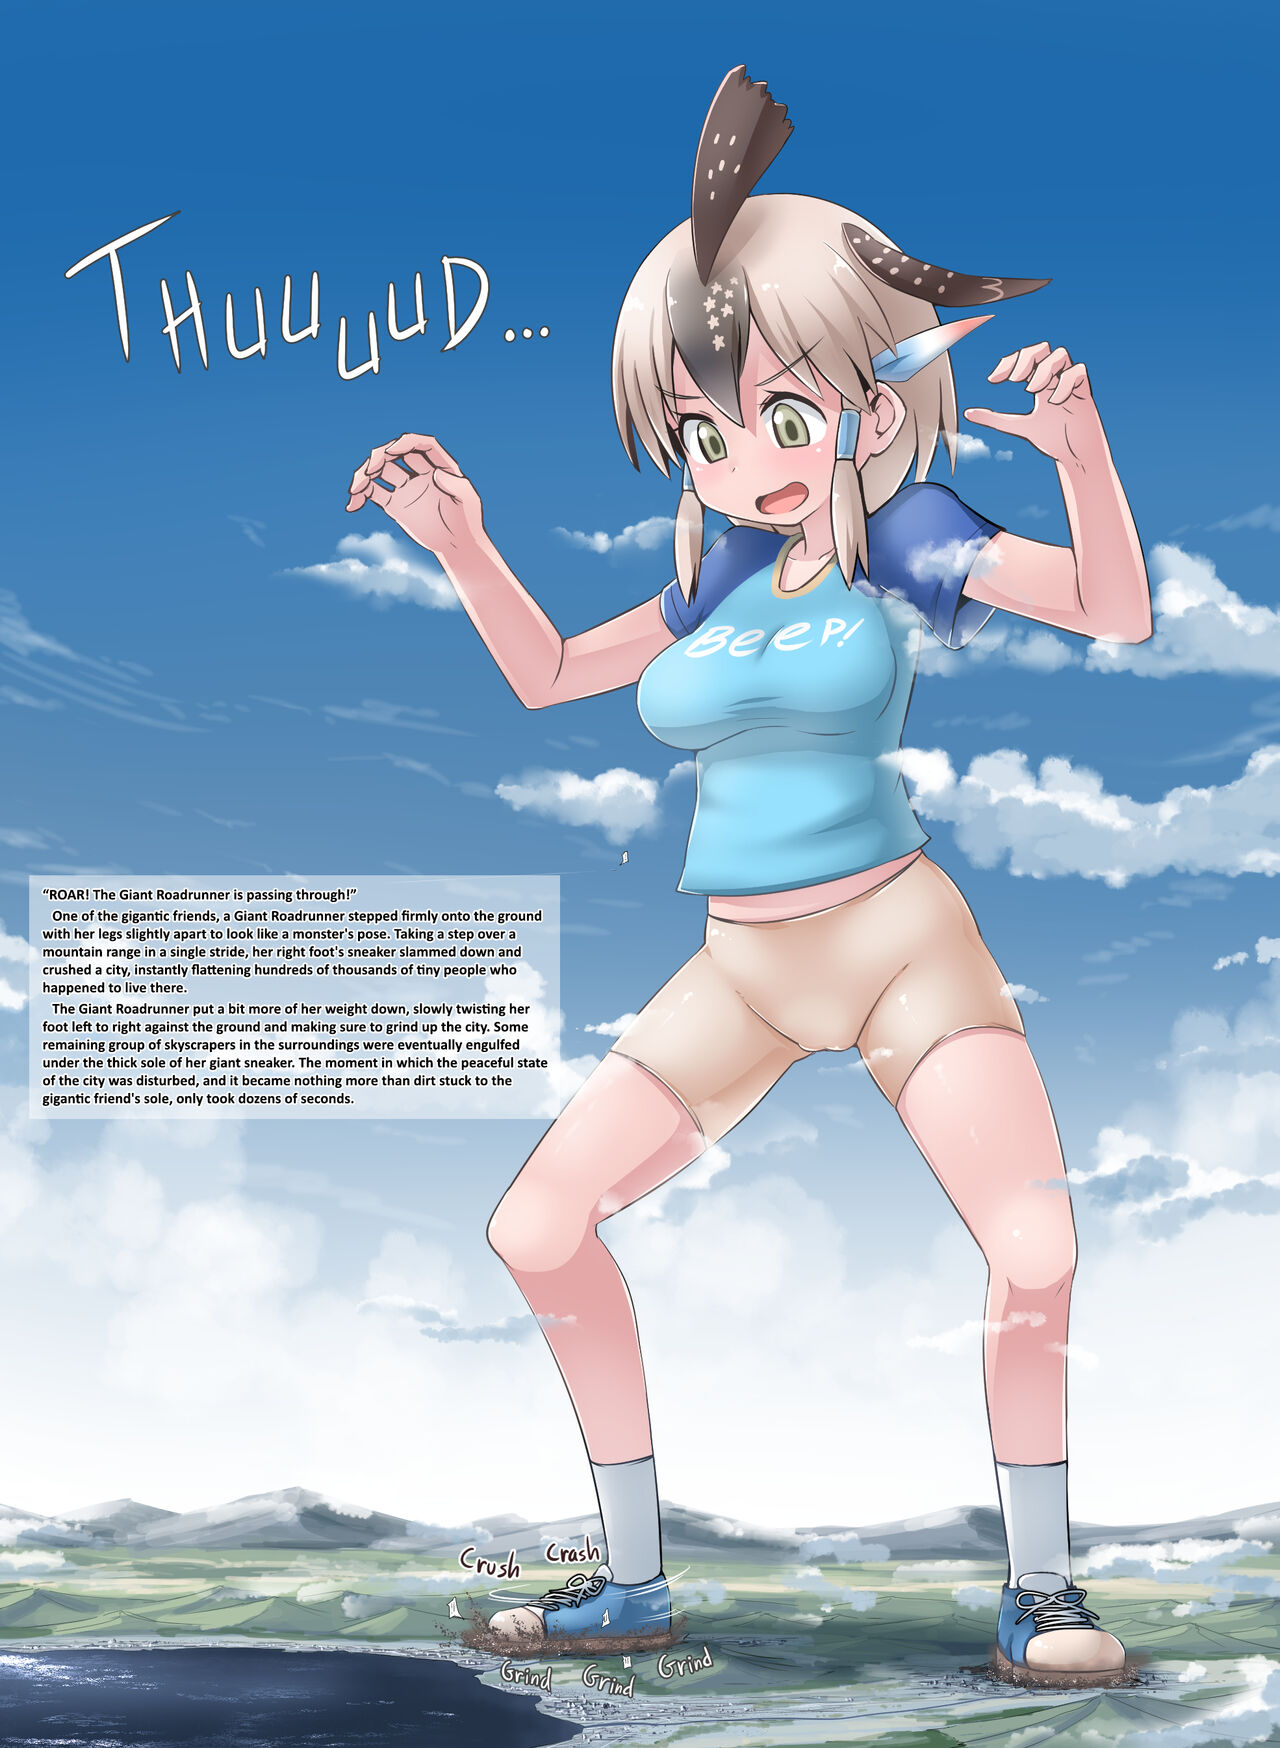 THUUUUD...
BeeP!
“ROAR! The Giant Roadrunner is passing through!”
One of the gigantic friends, a Giant Roadrunner stepped firmly onto the ground
with her legs slightly apart to look like a monster's pose. Taking a step over a
mountain range in a single stride, her right foot's sneaker slammed down and
crushed a city, instantly flattening hundreds of thousands of tiny people who
happened to live there.
The Giant Roadrunner put a bit more of her weight down, slowly twisting her
foot left to right against the ground and making sure to grind up the city. Some
remaining group of skyscrapers in the surroundings were eventually engulfed
under the thick sole of her giant sneaker. The moment in which the peaceful state
of the city was disturbed, and it became nothing more than dirt stuck to the
gigantic friend's sole, only took dozens of seconds.
Crush
Crash
Grind
Grind
Grind